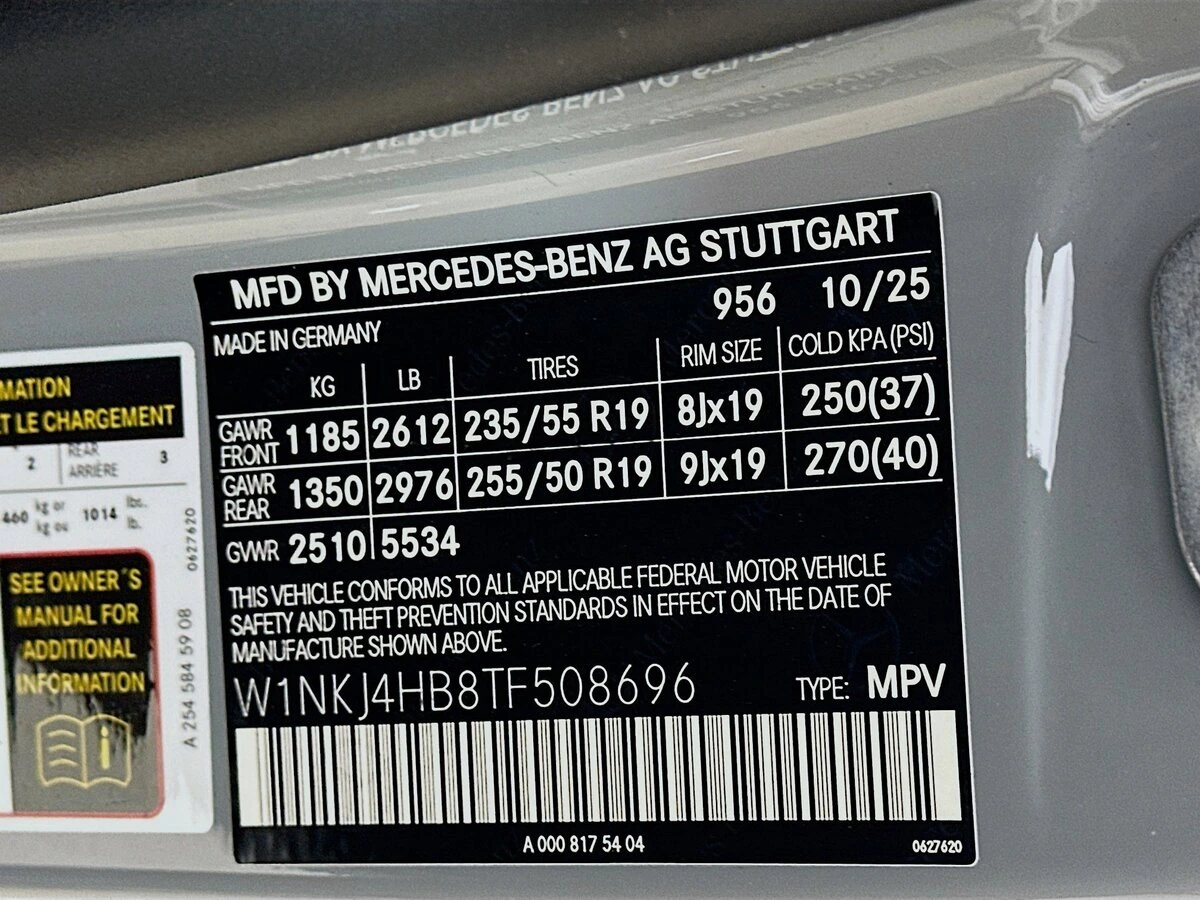 MFD BY MERCEDES-BENZ AG STUTTGART
956 10/25
MADE IN GERMANY
KG LB TIRES RIM SIZE COLD KPA (PSI)
GAWR FRONT 1185 2612 235/55 R19 8Jx19 250(37)
GAWR REAR 1350 2976 255/50 R19 9Jx19 270(40)
GVWR 2510 5534
THIS VEHICLE CONFORMS TO ALL APPLICABLE FEDERAL MOTOR VEHICLE
SAFETY AND THEFT PREVENTION STANDARDS IN EFFECT ON THE DATE OF
MANUFACTURE SHOWN ABOVE.
W1NKJ4HB8TF508696 TYPE: MPV
A 000 817 54 04 0627620
MATION
ET LE CHARGEMENT
2 REAR ARRIÈRE 3
460 kg or kg ou 1014 lbs. lb.
SEE OWNER´S
MANUAL FOR
ADDITIONAL
INFORMATION
A 254 584 59 08 0627620